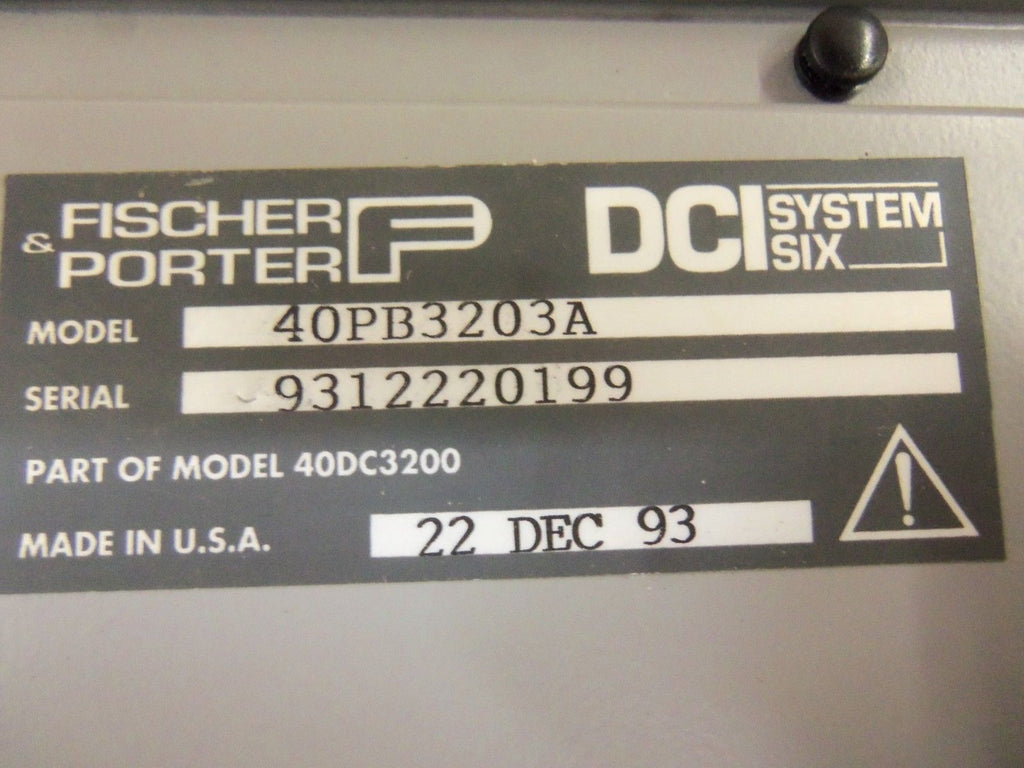 FISCHER
& PORTER
DCI SYSTEM SIX
MODEL 40PB3203A
SERIAL 9312220199
PART OF MODEL 40DC3200
MADE IN U.S.A. 22 DEC 93